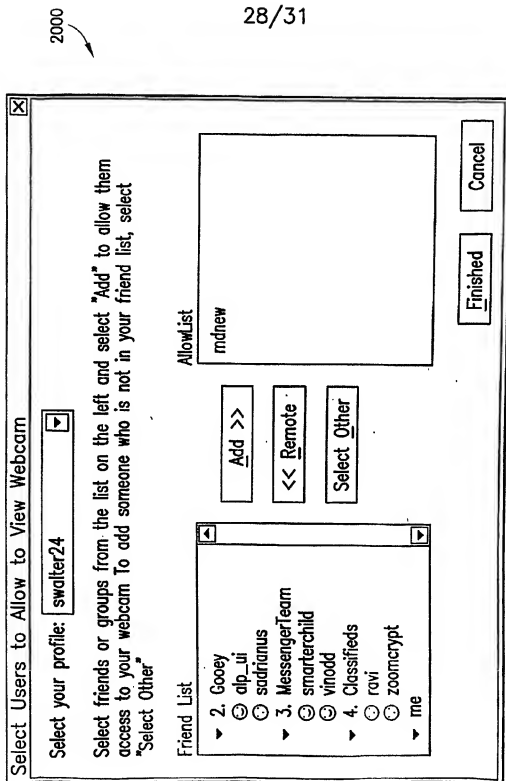 28/31
2000
Select Users to Allow to View Webcam
X
Select your profile: swalter24
Select friends or groups from the list on the left and select "Add" to allow them
access to your webcam To add someone who is not in your friend list, select
"Select Other"
Friend List
2. Gooey
alp_ui
sadrianus
3. MessengerTeam
smarterchild
vinodd
4. Classifieds
ravi
zoomcrypt
me
Add >>
<< Remote
Select Other
AllowList
mdnew
Finished
Cancel